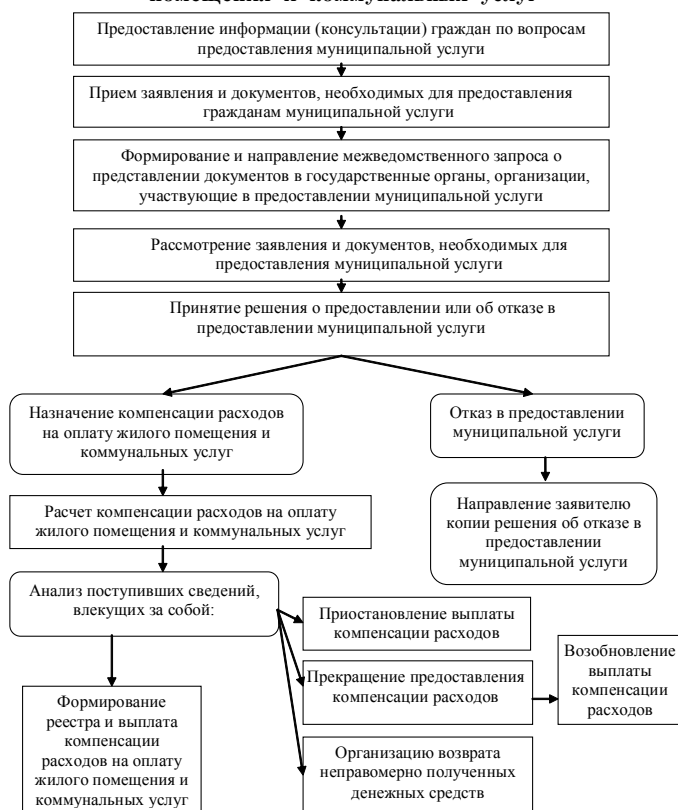 помещения и коммунальных услуг
Предоставление информации (консультации) граждан по вопросам
предоставления муниципальной услуги
Прием заявления и документов, необходимых для предоставления
гражданам муниципальной услуги
Формирование и направление межведомственного запроса о
представлении документов в государственные органы, организации,
участвующие в предоставлении муниципальной услуги
Рассмотрение заявления и документов, необходимых для
предоставления муниципальной услуги
Принятие решения о предоставлении или об отказе в
предоставлении муниципальной услуги
Назначение компенсации расходов
на оплату жилого помещения и
коммунальных услуг
Отказ в предоставлении
муниципальной услуги
Расчет компенсации расходов на оплату
жилого помещения и коммунальных услуг
Направление заявителю
копии решения об отказе в
предоставлении
муниципальной услуги
Анализ поступивших сведений,
влекущих за собой:
Приостановление выплаты
компенсации расходов
Прекращение предоставления
компенсации расходов
Возобновление
выплаты
компенсации
расходов
Формирование
реестра и выплата
компенсации
расходов на оплату
жилого помещения и
коммунальных услуг
Организацию возврата
неправомерно полученных
денежных средств